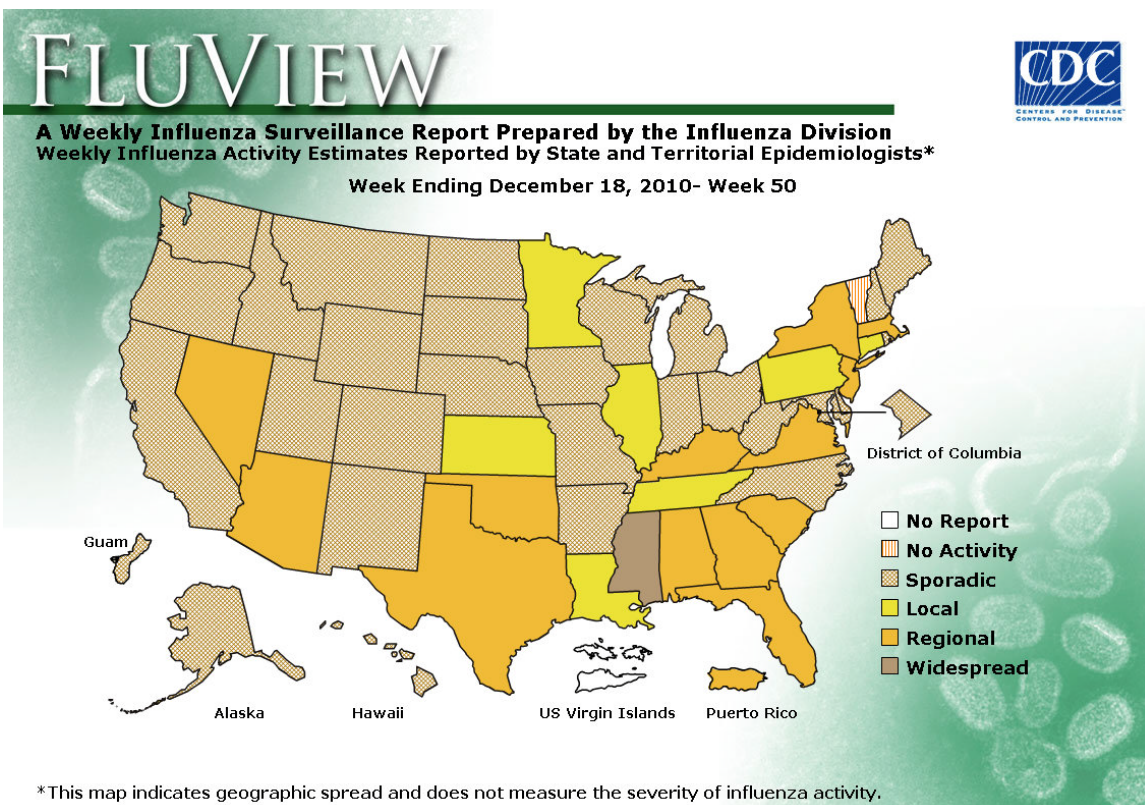 FLUVIEW
CDC
CENTERS FOR DISEASE™
CONTROL AND PREVENTION
A Weekly Influenza Surveillance Report Prepared by the Influenza Division
Weekly Influenza Activity Estimates Reported by State and Territorial Epidemiologists*
Week Ending December 18, 2010- Week 50
District of Columbia
No Report
Guam
No Activity
Sporadic
Local
Regional
Widespread
Alaska
Hawaii
US Virgin Islands
Puerto Rico
*This map indicates geographic spread and does not measure the severity of influenza activity.